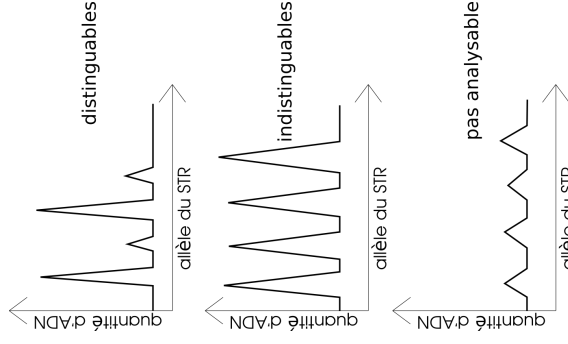 distinguables
allèle du STR
quantité d'ADN
indistinguables
allèle du STR
quantité d'ADN
pas analysable
allèle du STR
quantité d'ADN